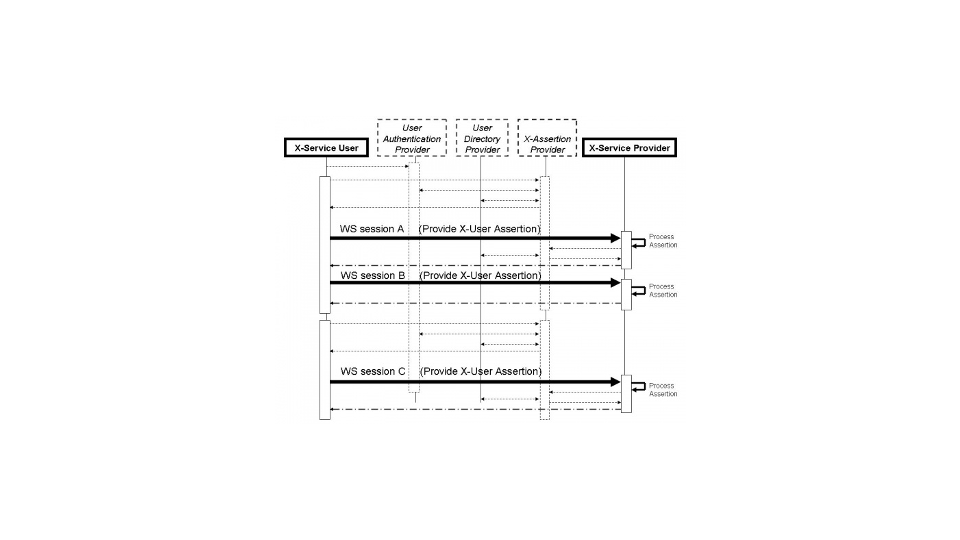 X-Service User
User
Authentication
Provider
User
Directory
Provider
X-Assertion
Provider
X-Service Provider
WS session A (Provide X-User Assertion)
Process
Assertion
WS session B (Provide X-User Assertion)
Process
Assertion
WS session C (Provide X-User Assertion)
Process
Assertion